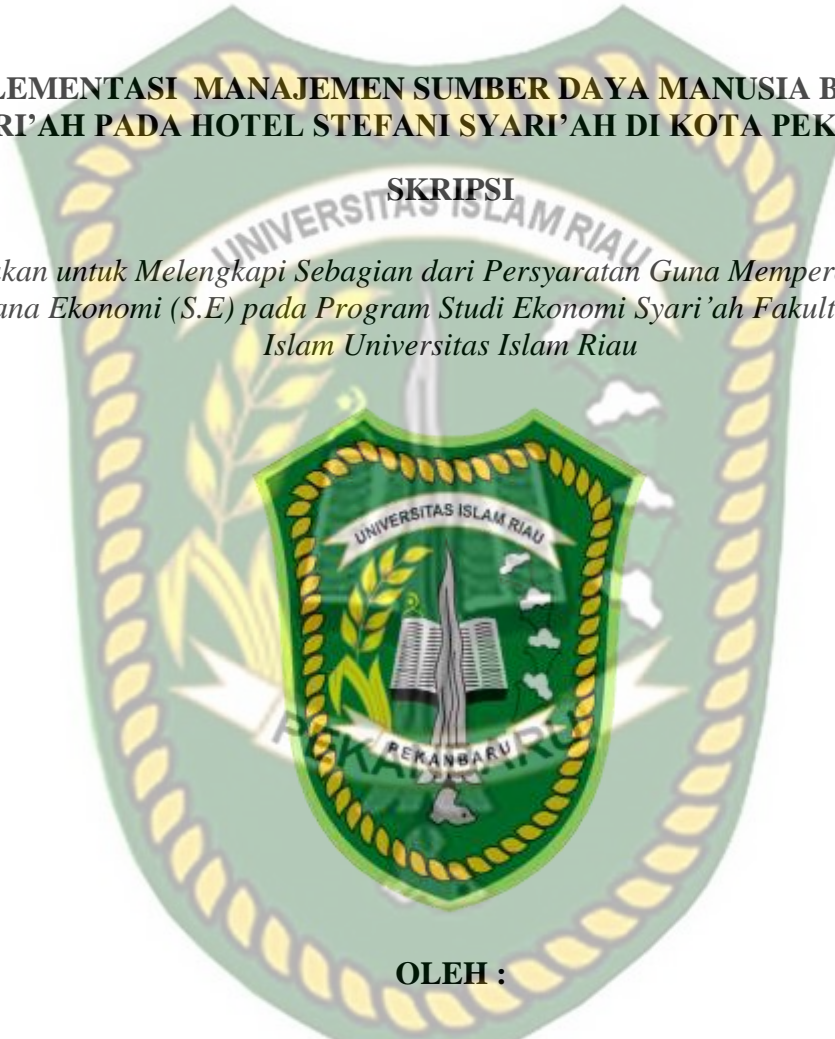 LEMENTASI MANAJEMEN SUMBER DAYA MANUSIA B
RI’AH PADA HOTEL STEFANI SYARI’AH DI KOTA PEK
SKRIPSI
UNIVERSITAS ISLAM RIAU
kan untuk Melengkapi Sebagian dari Persyaratan Guna Memper
ana Ekonomi (S.E) pada Program Studi Ekonomi Syari’ah Fakult
Islam Universitas Islam Riau
UNIVERSITAS ISLAM RIAU
PEKANBARU
PEKANBARU
OLEH :